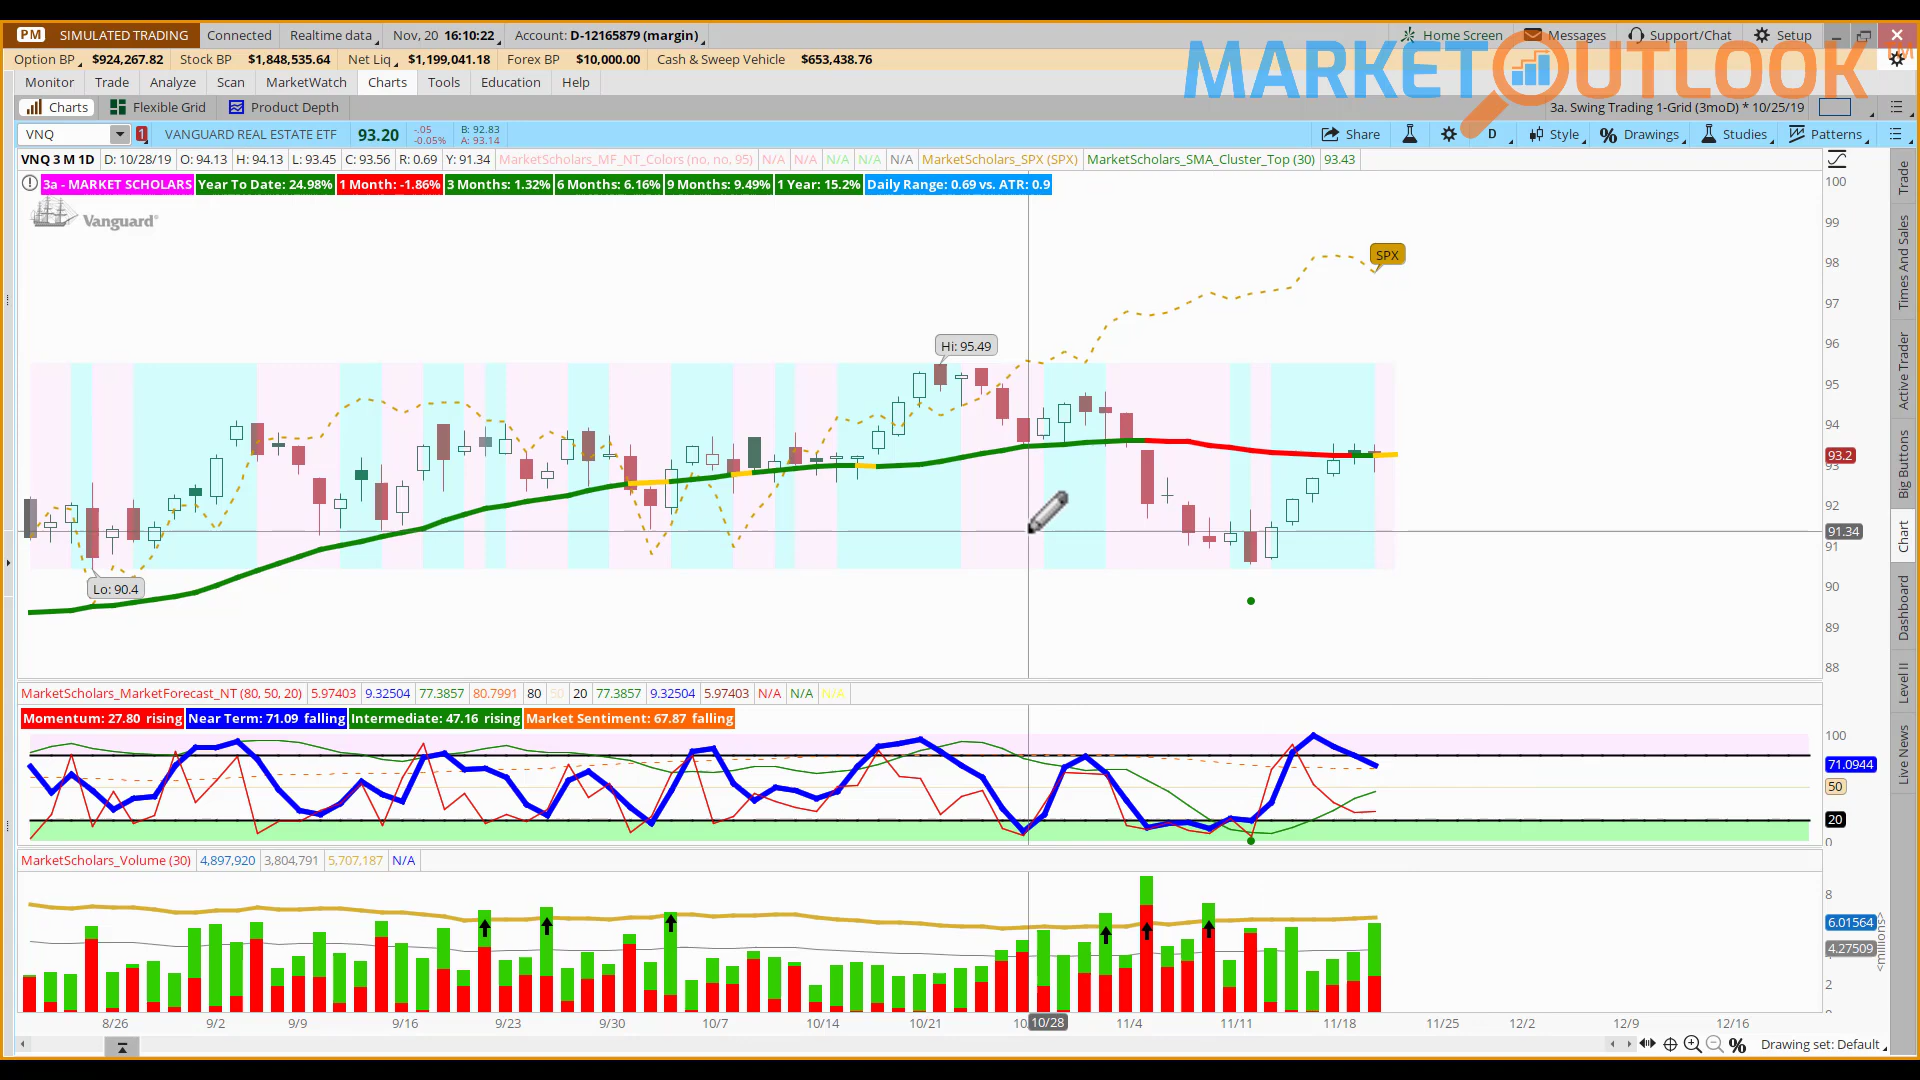 PM SIMULATED TRADING Connected Realtime data Nov, 20 16:10:22 Account: D-12165879 (margin) Home Screen Messages Support/Chat Setup
Option BP $924,267.82 Stock BP $1,848,535.64 Net Liq $1,199,041.18 Forex BP $10,000.00 Cash & Sweep Vehicle $653,438.76
MARKETOUTLOOK™
Monitor Trade Analyze Scan MarketWatch Charts Tools Education Help
Charts Flexible Grid Product Depth 3a. Swing Trading 1-Grid (3moD) * 10/25/19
VNQ 1 VANGUARD REAL ESTATE ETF 93.20 -.05 -0.05% B: 92.83 A: 93.14 Share D Style % Drawings Studies Patterns
VNQ 3 M 1D D: 10/28/19 O: 94.13 H: 94.13 L: 93.45 C: 93.56 R: 0.69 Y: 91.34 MarketScholars_MF_NT_Colors (no, no, 95) N/A N/A N/A N/A N/A MarketScholars_SPX (SPX) MarketScholars_SMA_Cluster_Top (30) 93.43
3a - MARKET SCHOLARS Year To Date: 24.98% 1 Month: -1.86% 3 Months: 1.32% 6 Months: 6.16% 9 Months: 9.49% 1 Year: 15.2% Daily Range: 0.69 vs. ATR: 0.9
Vanguard®
SPX
Hi: 95.49
Lo: 90.4
100
99
98
97
96
95
94
93.2
93
92
91.34
91
90
89
88
MarketScholars_MarketForecast_NT (80, 50, 20) 5.97403 9.32504 77.3857 80.7991 80 50 20 77.3857 9.32504 5.97403 N/A N/A N/A
Momentum: 27.80 rising Near Term: 71.09 falling Intermediate: 47.16 rising Market Sentiment: 67.87 falling
100
71.0944
50
20
0
MarketScholars_Volume (30) 4,897,920 3,804,791 5,707,187 N/A
8
6.01564
4.27509
2
<millions>
8/26 9/2 9/9 9/16 9/23 9/30 10/7 10/14 10/21 10/28 11/4 11/11 11/18 11/25 12/2 12/9 12/16
% Drawing set: Default
Trade
Times And Sales
Active Trader
Big Buttons
Chart
Dashboard
Level II
Live News